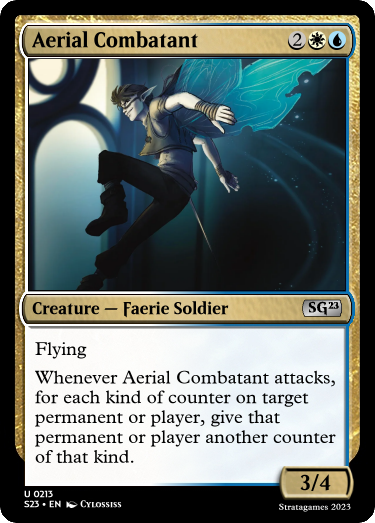 Aerial Combatant 2
Creature — Faerie Soldier SG23
Flying
Whenever Aerial Combatant attacks,
for each kind of counter on target
permanent or player, give that
permanent or player another counter
of that kind.
3/4
U 0213
S23 • EN Cylossiss
Stratagames 2023